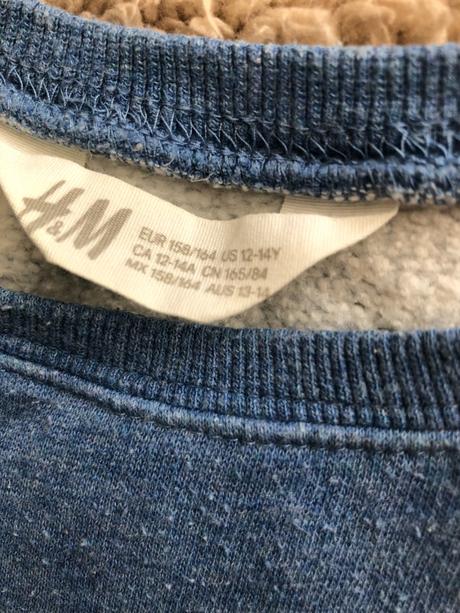 H&M
EUR 158/164 US 12-14Y
CA 12-14A CN 165/84
MX 158/164 AUS 13-14